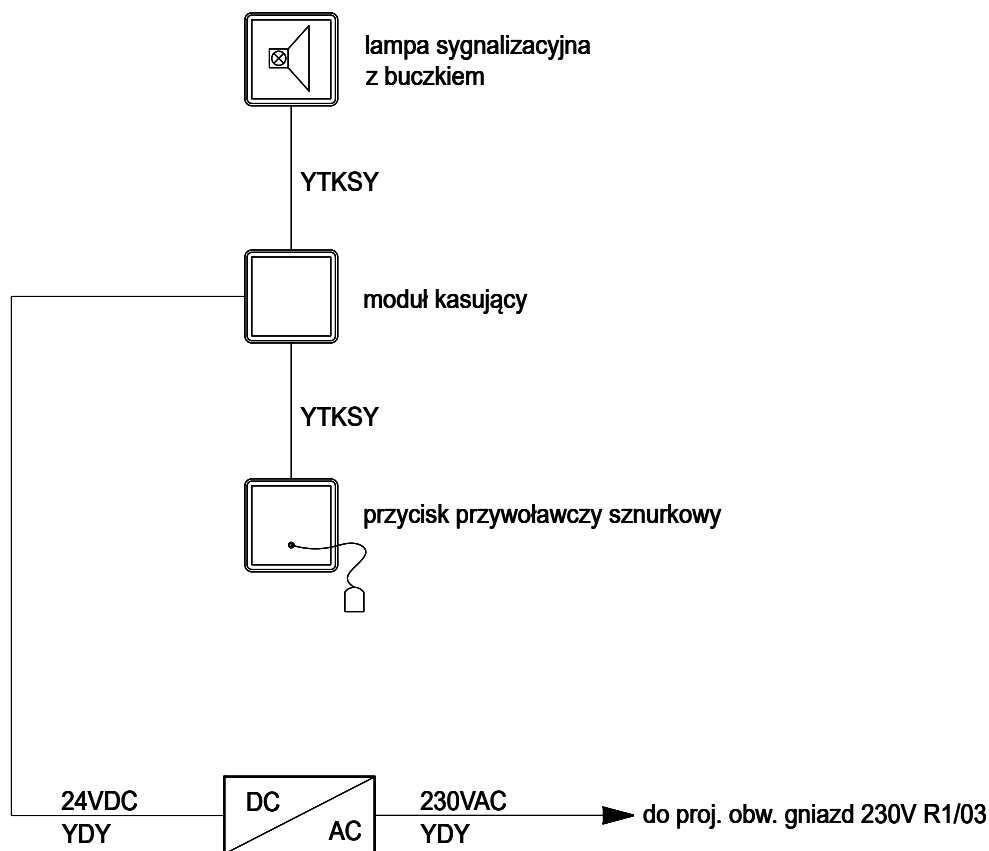 lampa sygnalizacyjna
z buczkiem
YTKSY
moduł kasujący
YTKSY
przycisk przywoławczy sznurkowy
24VDC
YDY
DC
AC
230VAC
YDY
do proj. obw. gniazd 230V R1/03